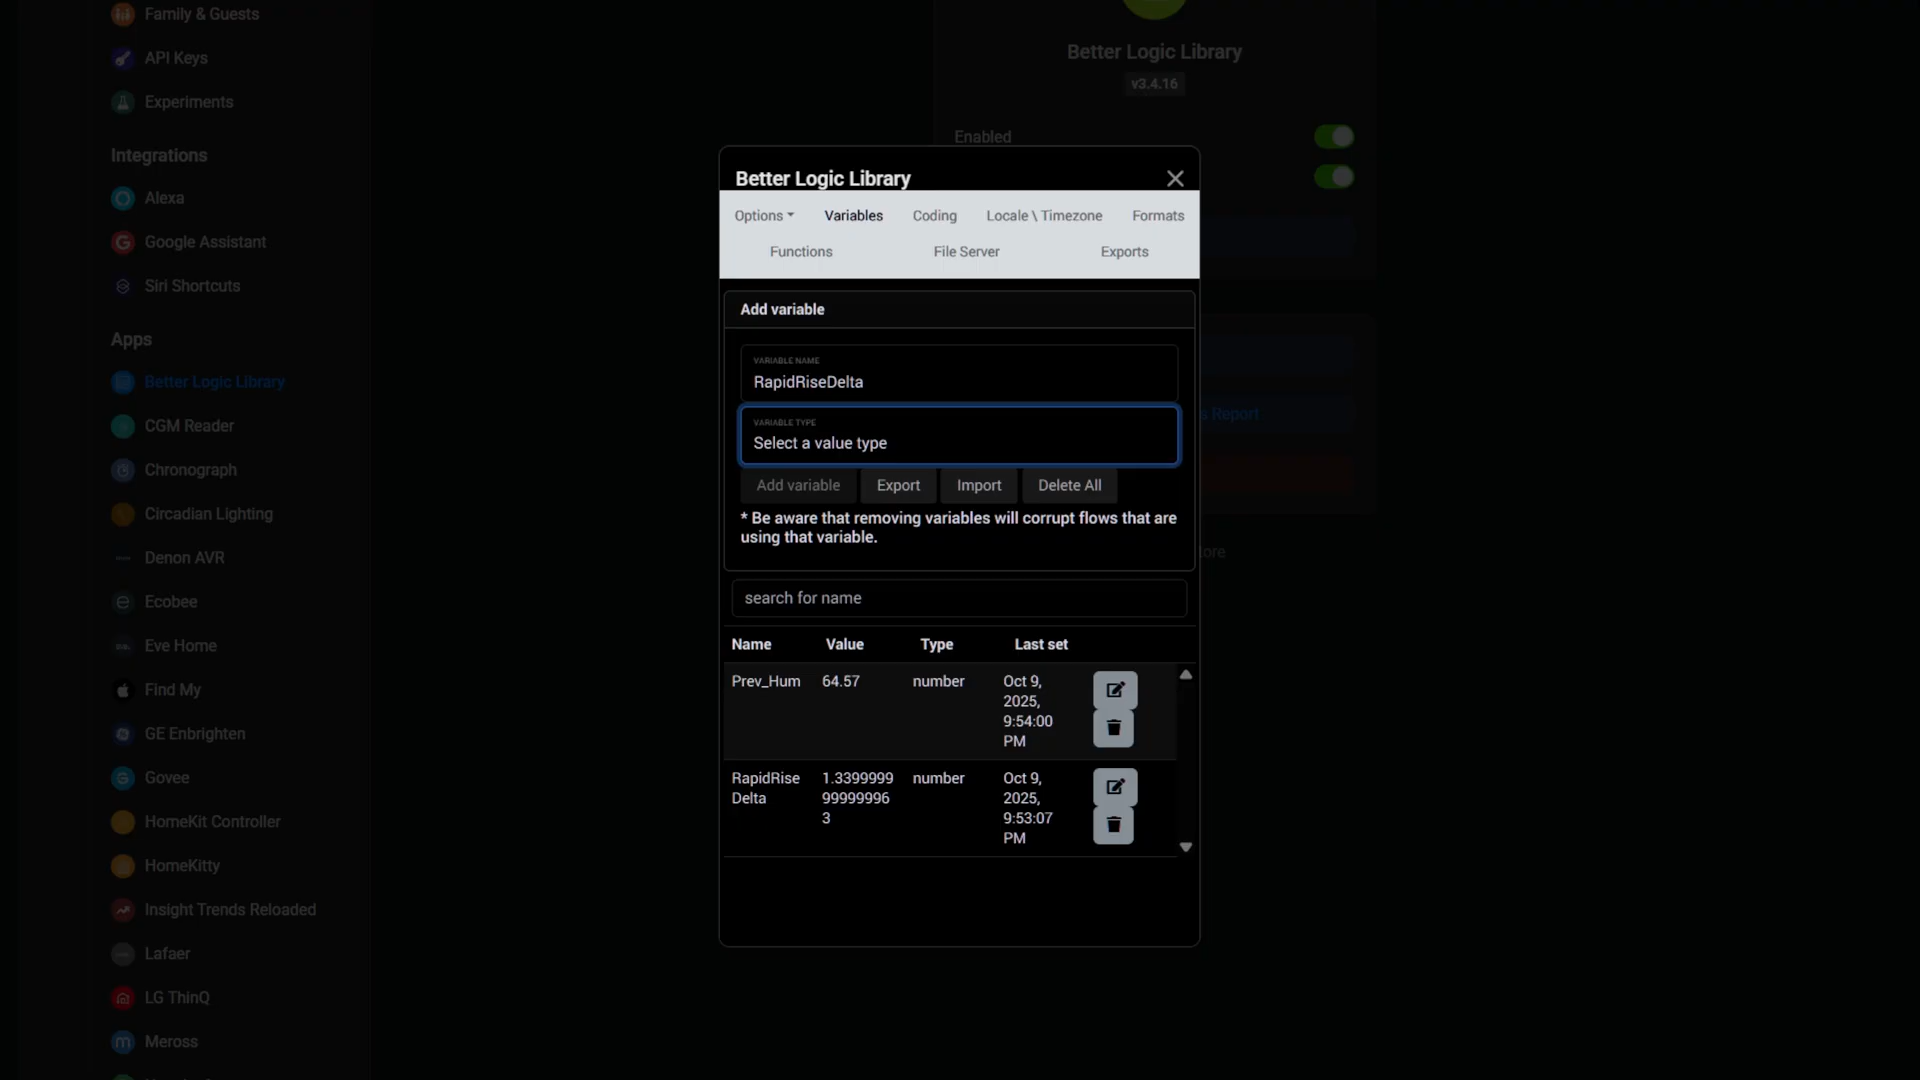 Family & Guests
API Keys
Experiments
Integrations
Alexa
Google Assistant
Siri Shortcuts
Apps
Better Logic Library
CGM Reader
Chronograph
Circadian Lighting
Denon AVR
Ecobee
Eve Home
Find My
GE Enbrighten
Govee
HomeKit Controller
HomeKitty
Insight Trends Reloaded
Lafaer
LG ThinQ
Meross
Better Logic Library
v3.4.16
Enabled
Better Logic Library
Options Variables Coding Locale \ Timezone Formats
Functions File Server Exports
Add variable
VARIABLE NAME
RapidRiseDelta
VARIABLE TYPE
Select a value type
Add variable Export Import Delete All
* Be aware that removing variables will corrupt flows that are
using that variable.
search for name
Name Value Type Last set
Prev_Hum 64.57 number Oct 9,
2025,
9:54:00
PM
RapidRise 1.3399999 number Oct 9,
Delta 99999996 2025,
3 9:53:07
PM
Report